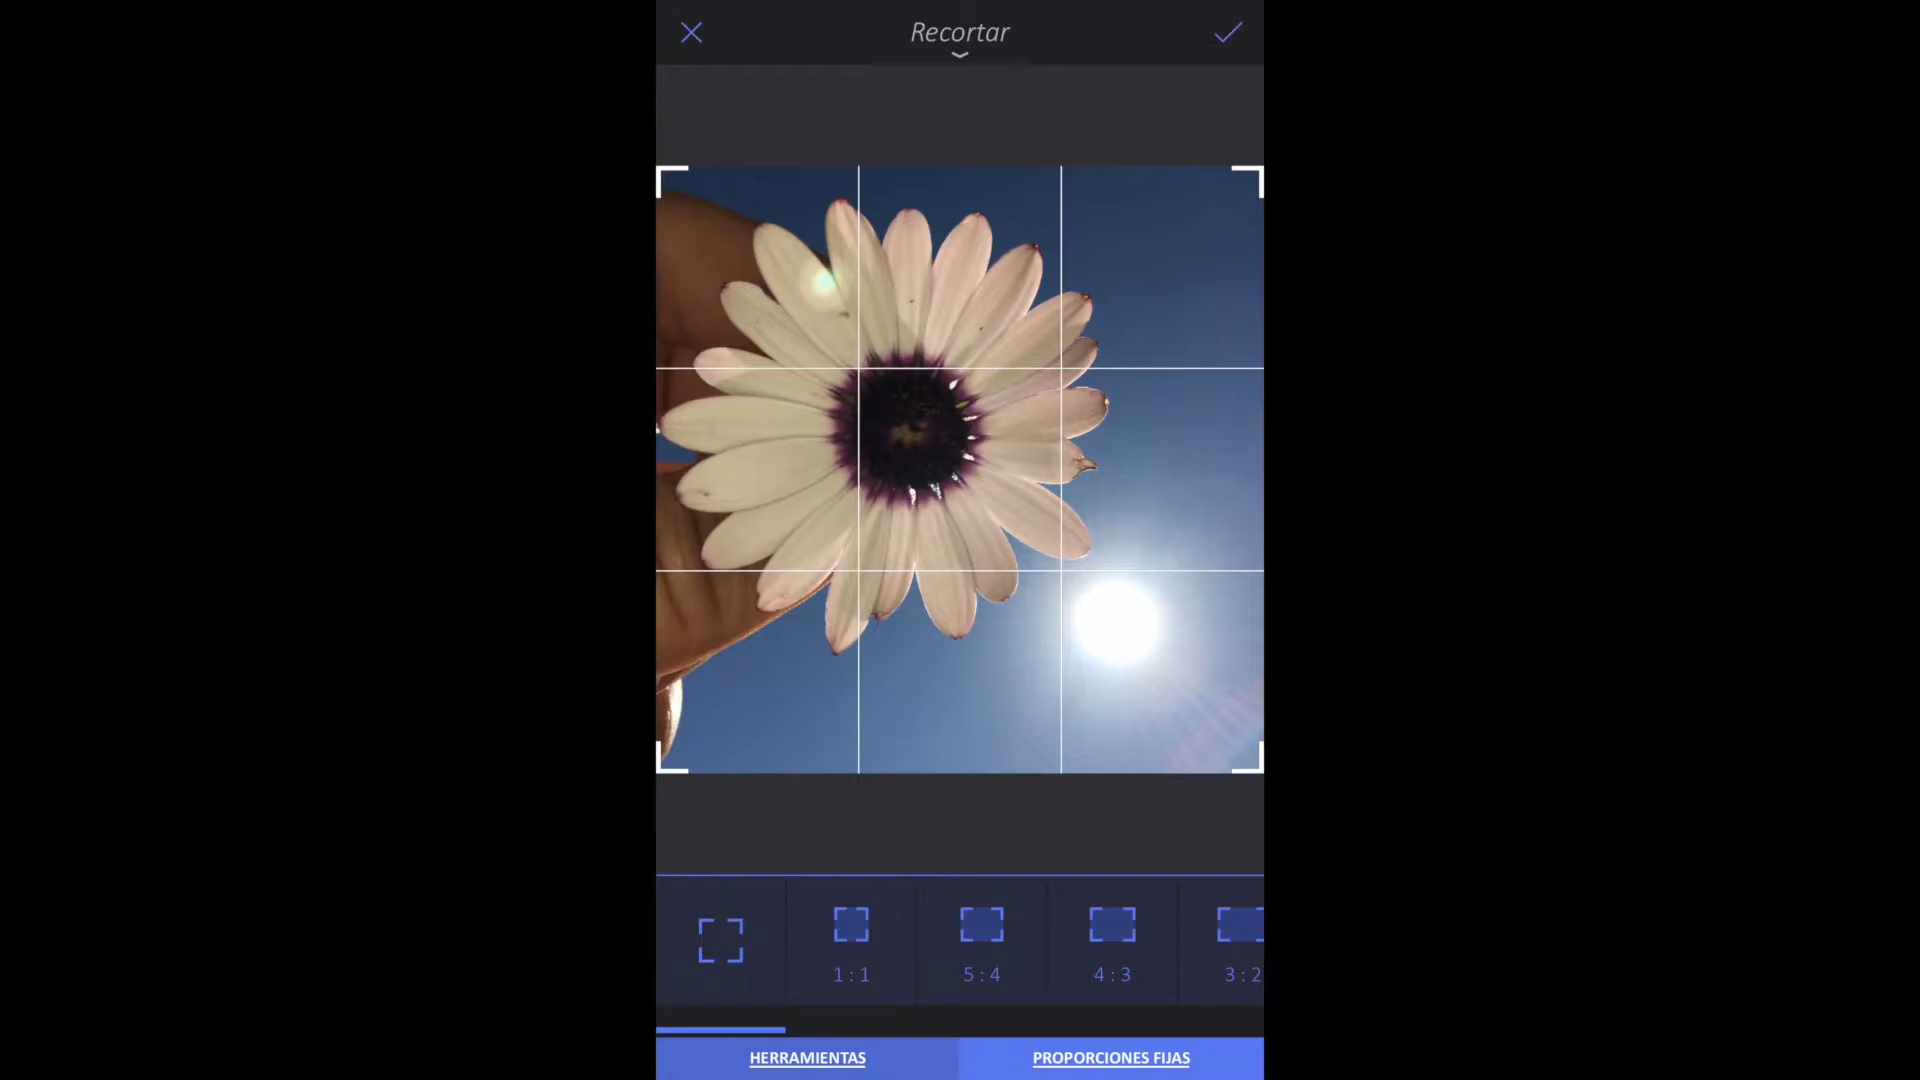 Recortar
1:1
5:4
4:3
3:2
HERRAMIENTAS
PROPORCIONES FIJAS